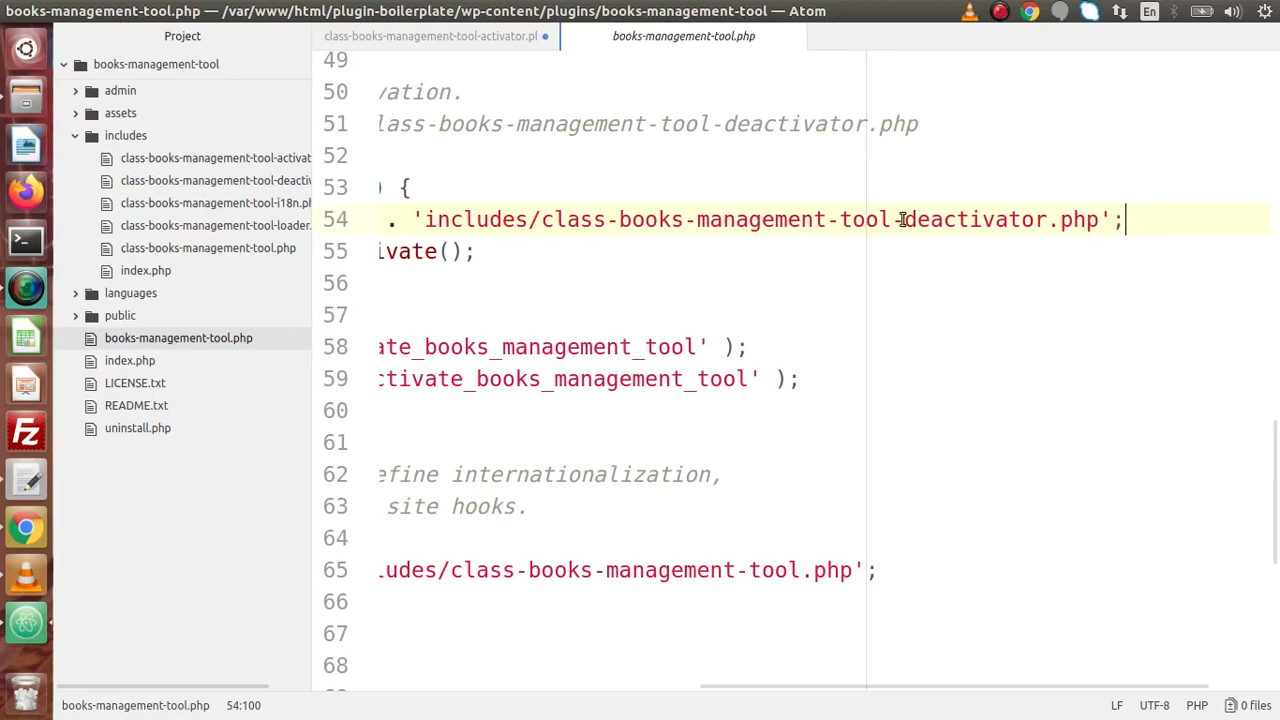 books-management-tool.php — /var/www/html/plugin-boilerplate/wp-content/plugins/books-management-tool — Atom
En
Project
class-books-management-tool-activator.pl
books-management-tool.php
books-management-tool
admin
assets
includes
class-books-management-tool-activat
class-books-management-tool-deacti
class-books-management-tool-i18n.ph
class-books-management-tool-loader.
class-books-management-tool.php
index.php
languages
public
books-management-tool.php
index.php
LICENSE.txt
README.txt
uninstall.php
49
50 vation.
51 lass-books-management-tool-deactivator.php
52
53 ) {
54 . 'includes/class-books-management-tool-deactivator.php';
55 ivate();
56
57
58 ate_books_management_tool' );
59 ctivate_books_management_tool' );
60
61
62 efine internationalization,
63 site hooks.
64
65 ludes/class-books-management-tool.php';
66
67
68
books-management-tool.php 54:100 LF UTF-8 PHP 0 files